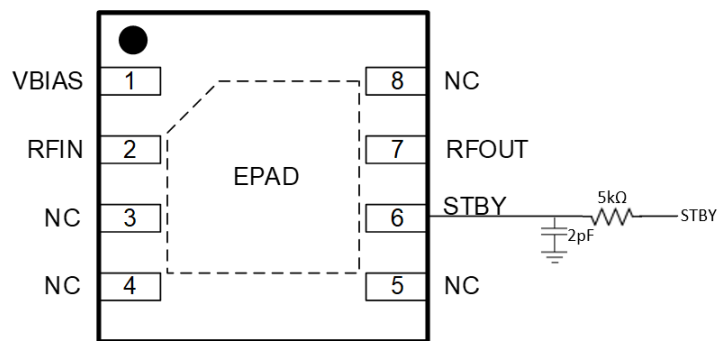 VBIAS 1 8 NC
RFIN 2 7 RFOUT
EPAD
5kΩ
NC 3 6 STBY STBY
2pF
NC 4 5 NC